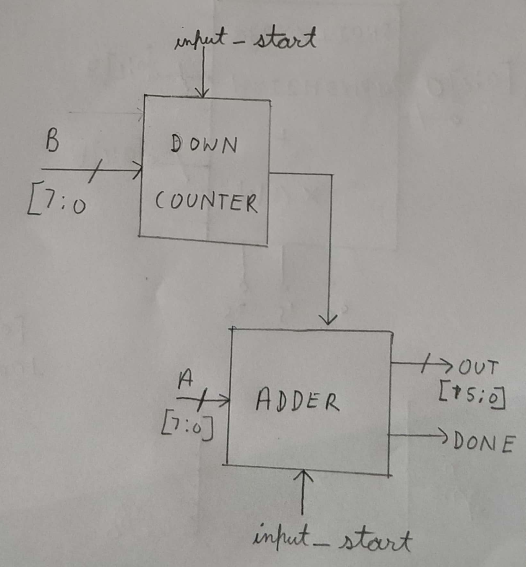 input_start
B
[7:0
DOWN
COUNTER
A
[7:0]
ADDER
OUT
[15:0]
DONE
input_start